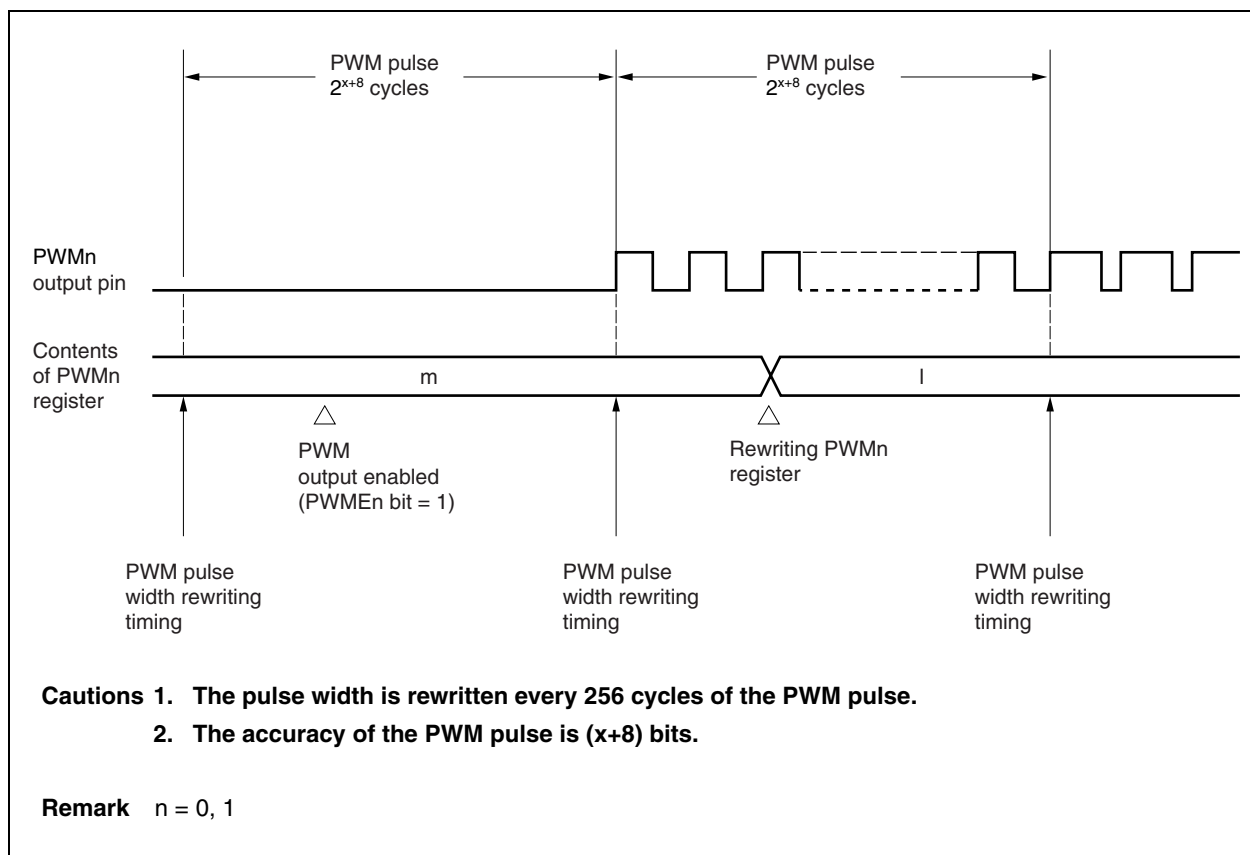 PWM pulse
2^{x+8} cycles
PWM pulse
2^{x+8} cycles
PWMn
output pin
Contents
of PWMn
register
m
l
PWM
output enabled
(PWMEn bit = 1)
Rewriting PWMn
register
PWM pulse
width rewriting
timing
PWM pulse
width rewriting
timing
PWM pulse
width rewriting
timing
Cautions 1. The pulse width is rewritten every 256 cycles of the PWM pulse.
2. The accuracy of the PWM pulse is (x+8) bits.
Remark n = 0, 1